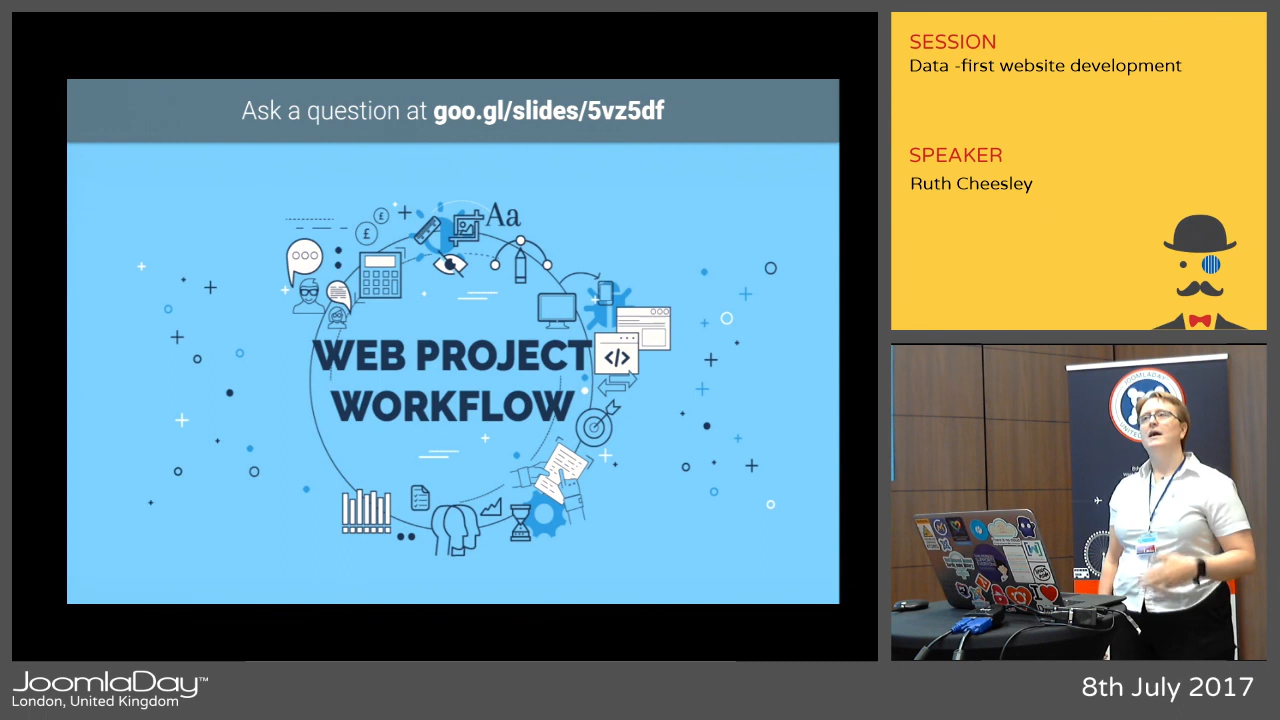 Ask a question at goo.gl/slides/5vz5df
Aa
£
£
WEB PROJECT
WORKFLOW
</>
SESSION
Data -first website development
SPEAKER
Ruth Cheesley
JOOMLADAY
JoomlaDay™
London, United Kingdom
8th July 2017